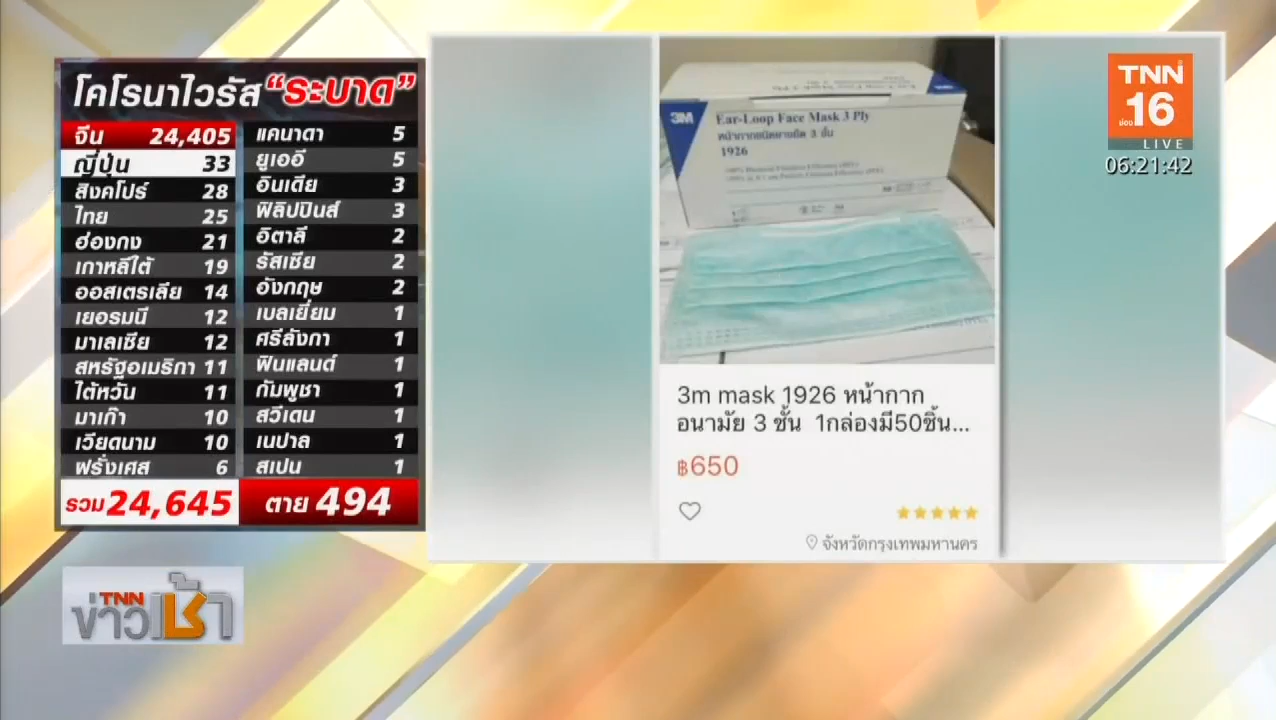 โคโรนาไวรัส “ระบาด”
จีน 24,405
ญี่ปุ่น 33
สิงคโปร์ 28
ไทย 25
ฮ่องกง 21
เกาหลีใต้ 19
ออสเตรเลีย 14
เยอรมนี 12
มาเลเซีย 12
สหรัฐอเมริกา 11
ไต้หวัน 11
มาเก๊า 10
เวียดนาม 10
ฝรั่งเศส 6
แคนาดา 5
ยูเออี 5
อินเดีย 3
ฟิลิปปินส์ 3
อิตาลี 2
รัสเซีย 2
อังกฤษ 2
เบลเยี่ยม 1
ศรีลังกา 1
ฟินแลนด์ 1
กัมพูชา 1
สวีเดน 1
เนปาล 1
สเปน 1
รวม 24,645
ตาย 494
3M
Ear-Loop Face Mask 3 Ply
หน้ากากชนิดยางยืด 3 ชั้น
1926
3m mask 1926 หน้ากาก
อนามัย 3 ชั้น 1กล่องมี50ชิ้น...
฿650
จังหวัดกรุงเทพมหานคร
TNN
ช่อง 16
LIVE
06:21:42
TNN
ข่าวเช้า